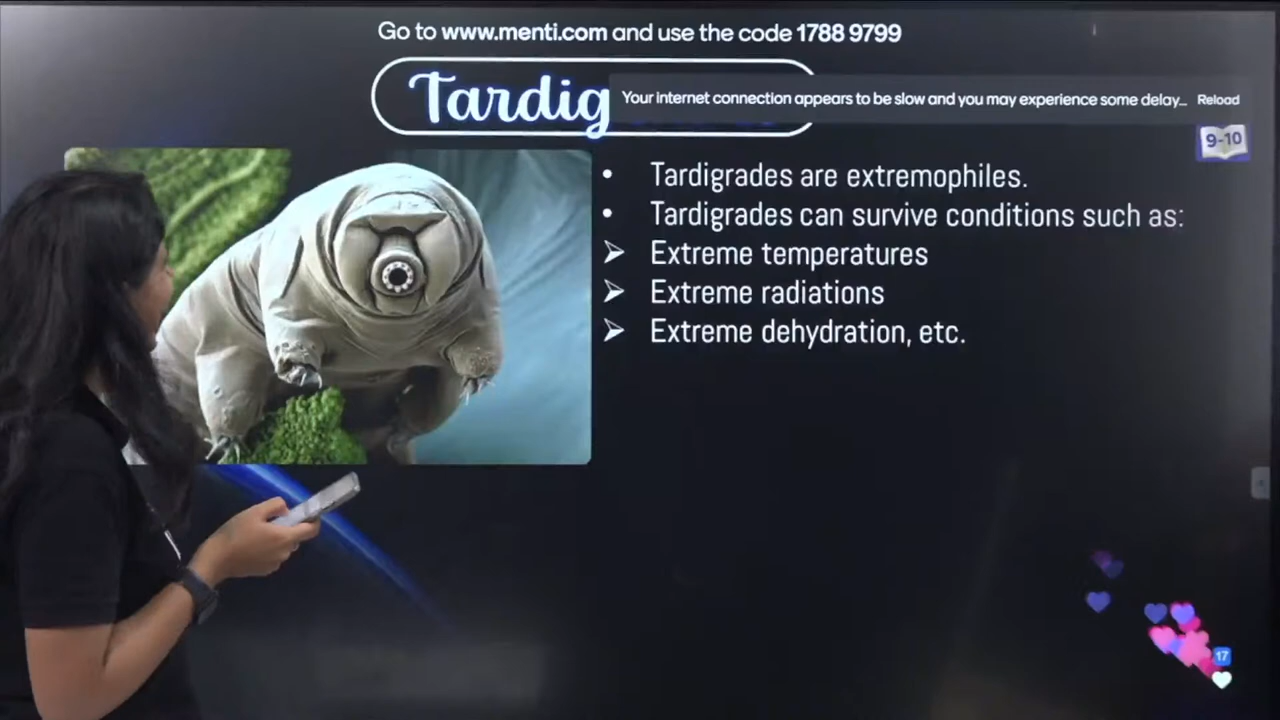 Go to www.menti.com and use the code 1788 9799
Tardig
Your internet connection appears to be slow and you may experience some delay... Reload
9-10
• Tardigrades are extremophiles.
• Tardigrades can survive conditions such as:
➢ Extreme temperatures
➢ Extreme radiations
➢ Extreme dehydration, etc.
17